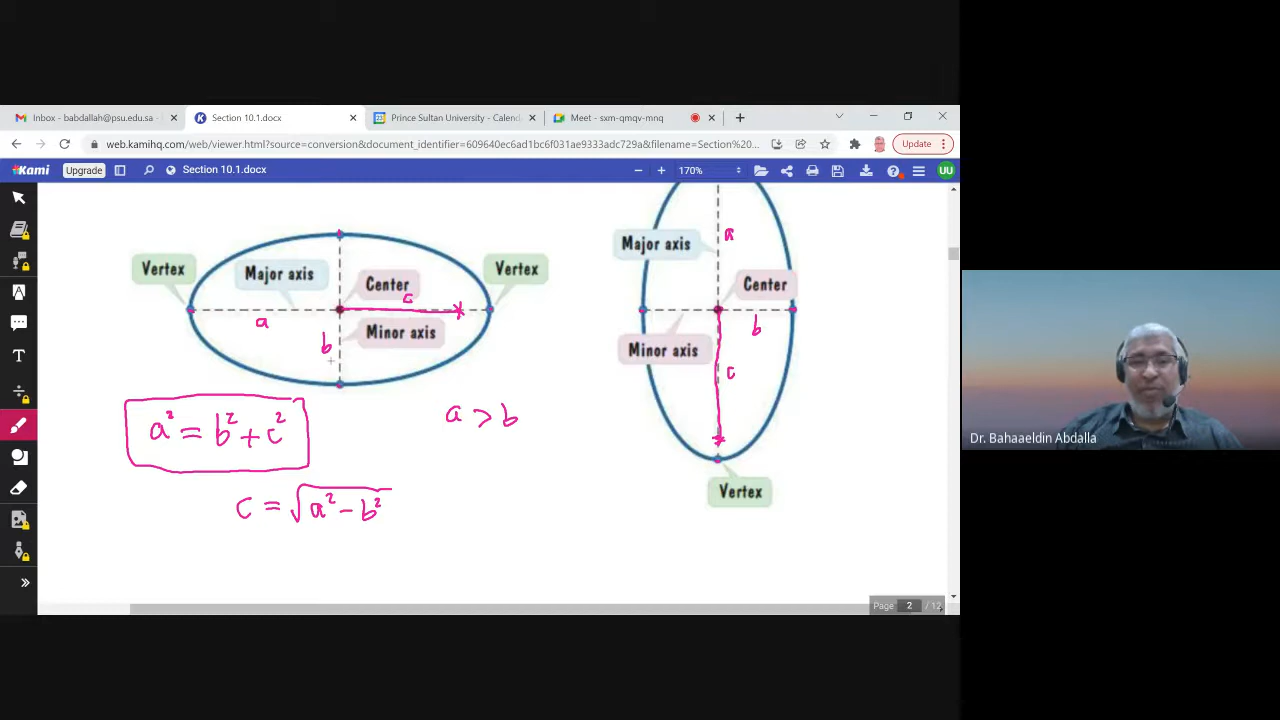 Inbox - babdallah@psu.edu.sa -
Section 10.1.docx
Prince Sultan University - Calend
Meet - sxm-qmqv-mnq
web.kamihq.com/web/viewer.html?source=conversion&document_identifier=609640ec6ad1bc6f031ae9333adc729a&filename=Section%20...
Update
Kami
Upgrade
Section 10.1.docx
170%
UU
Vertex
Major axis
Center
Vertex
c
a
b
Minor axis
a² = b² + c²
a > b
c = √a² - b²
a
Major axis
Center
b
Minor axis
c
Vertex
Page 2 / 12
Dr. Bahaaeldin Abdalla